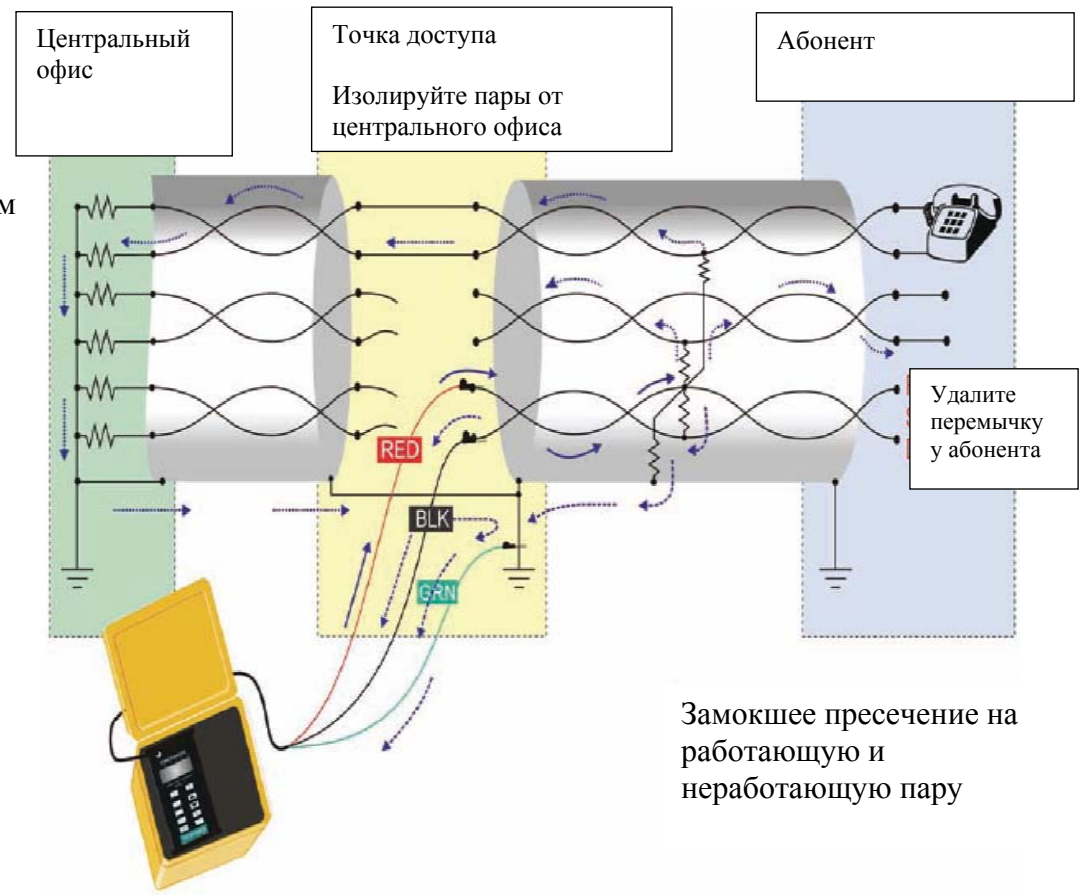 Центральный
офис
Точка доступа
Изолируйте пары от
центрального офиса
Абонент
м
RED
BLK
GRN
Удалите
перемычку
у абонента
Замокшее пресечение на
работающую и
неработающую пару